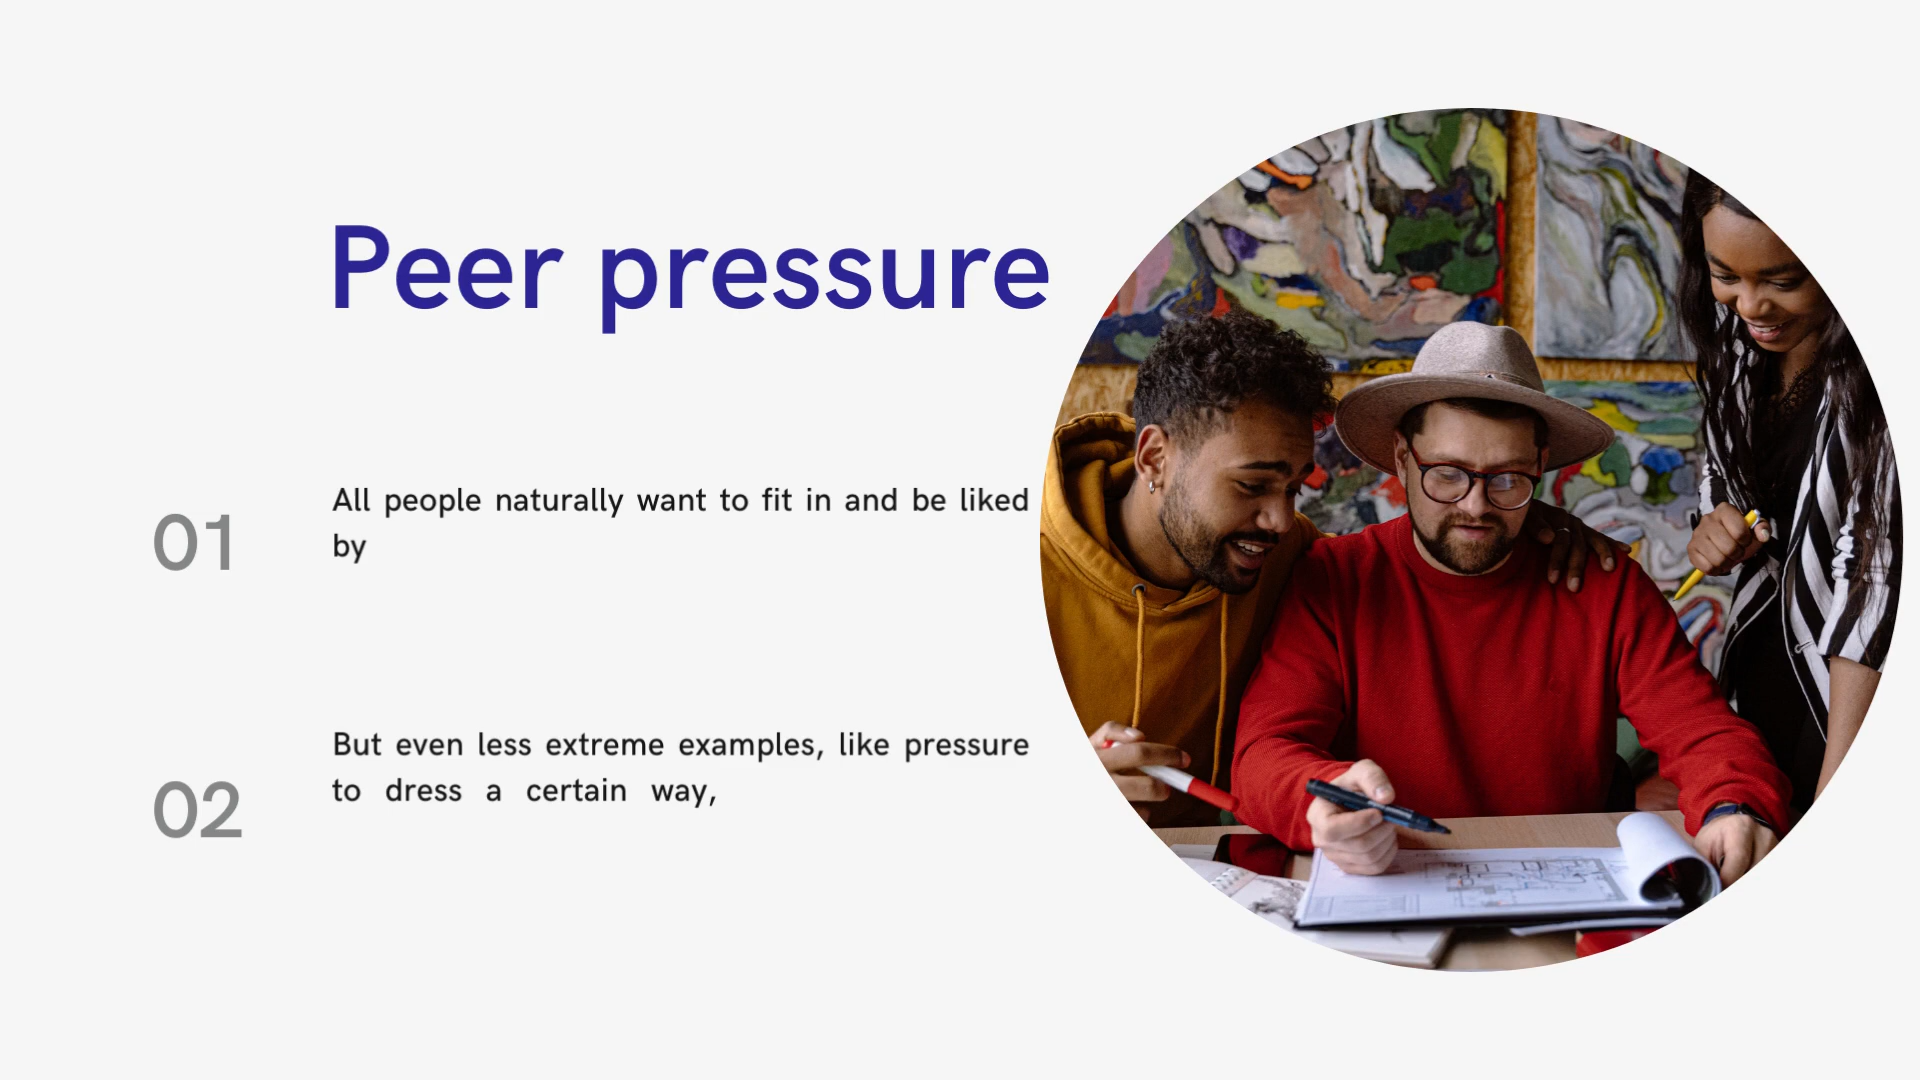 Peer pressure
01
All people naturally want to fit in and be liked
by
02
But even less extreme examples, like pressure
to dress a certain way,